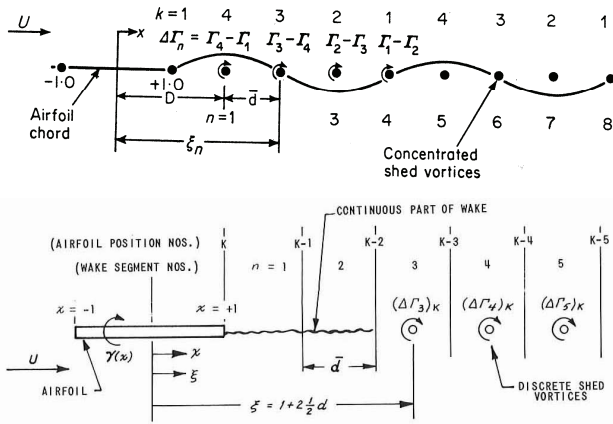 k = 1 4 3 2 1 4 3 2 1
U
x ΔΓn = Γ4 − Γ1 Γ3 − Γ4 Γ2 − Γ3 Γ1 − Γ2
−1·0 +1·0
Airfoil chord
D d̄
n = 1 3 4 5 6 7 8
ξn
Concentrated shed vortices
CONTINUOUS PART OF WAKE
(AIRFOIL POSITION NOS.) K K-1 K-2 K-3 K-4 K-5
(WAKE SEGMENT NOS.) n = 1 2 3 4 5
x = −1 x = +1 (ΔΓ3)K (ΔΓ4)K (ΔΓ5)K
U γ(x) x d̄
ξ
AIRFOIL DISCRETE SHED VORTICES
ξ = 1 + 2 ½ d